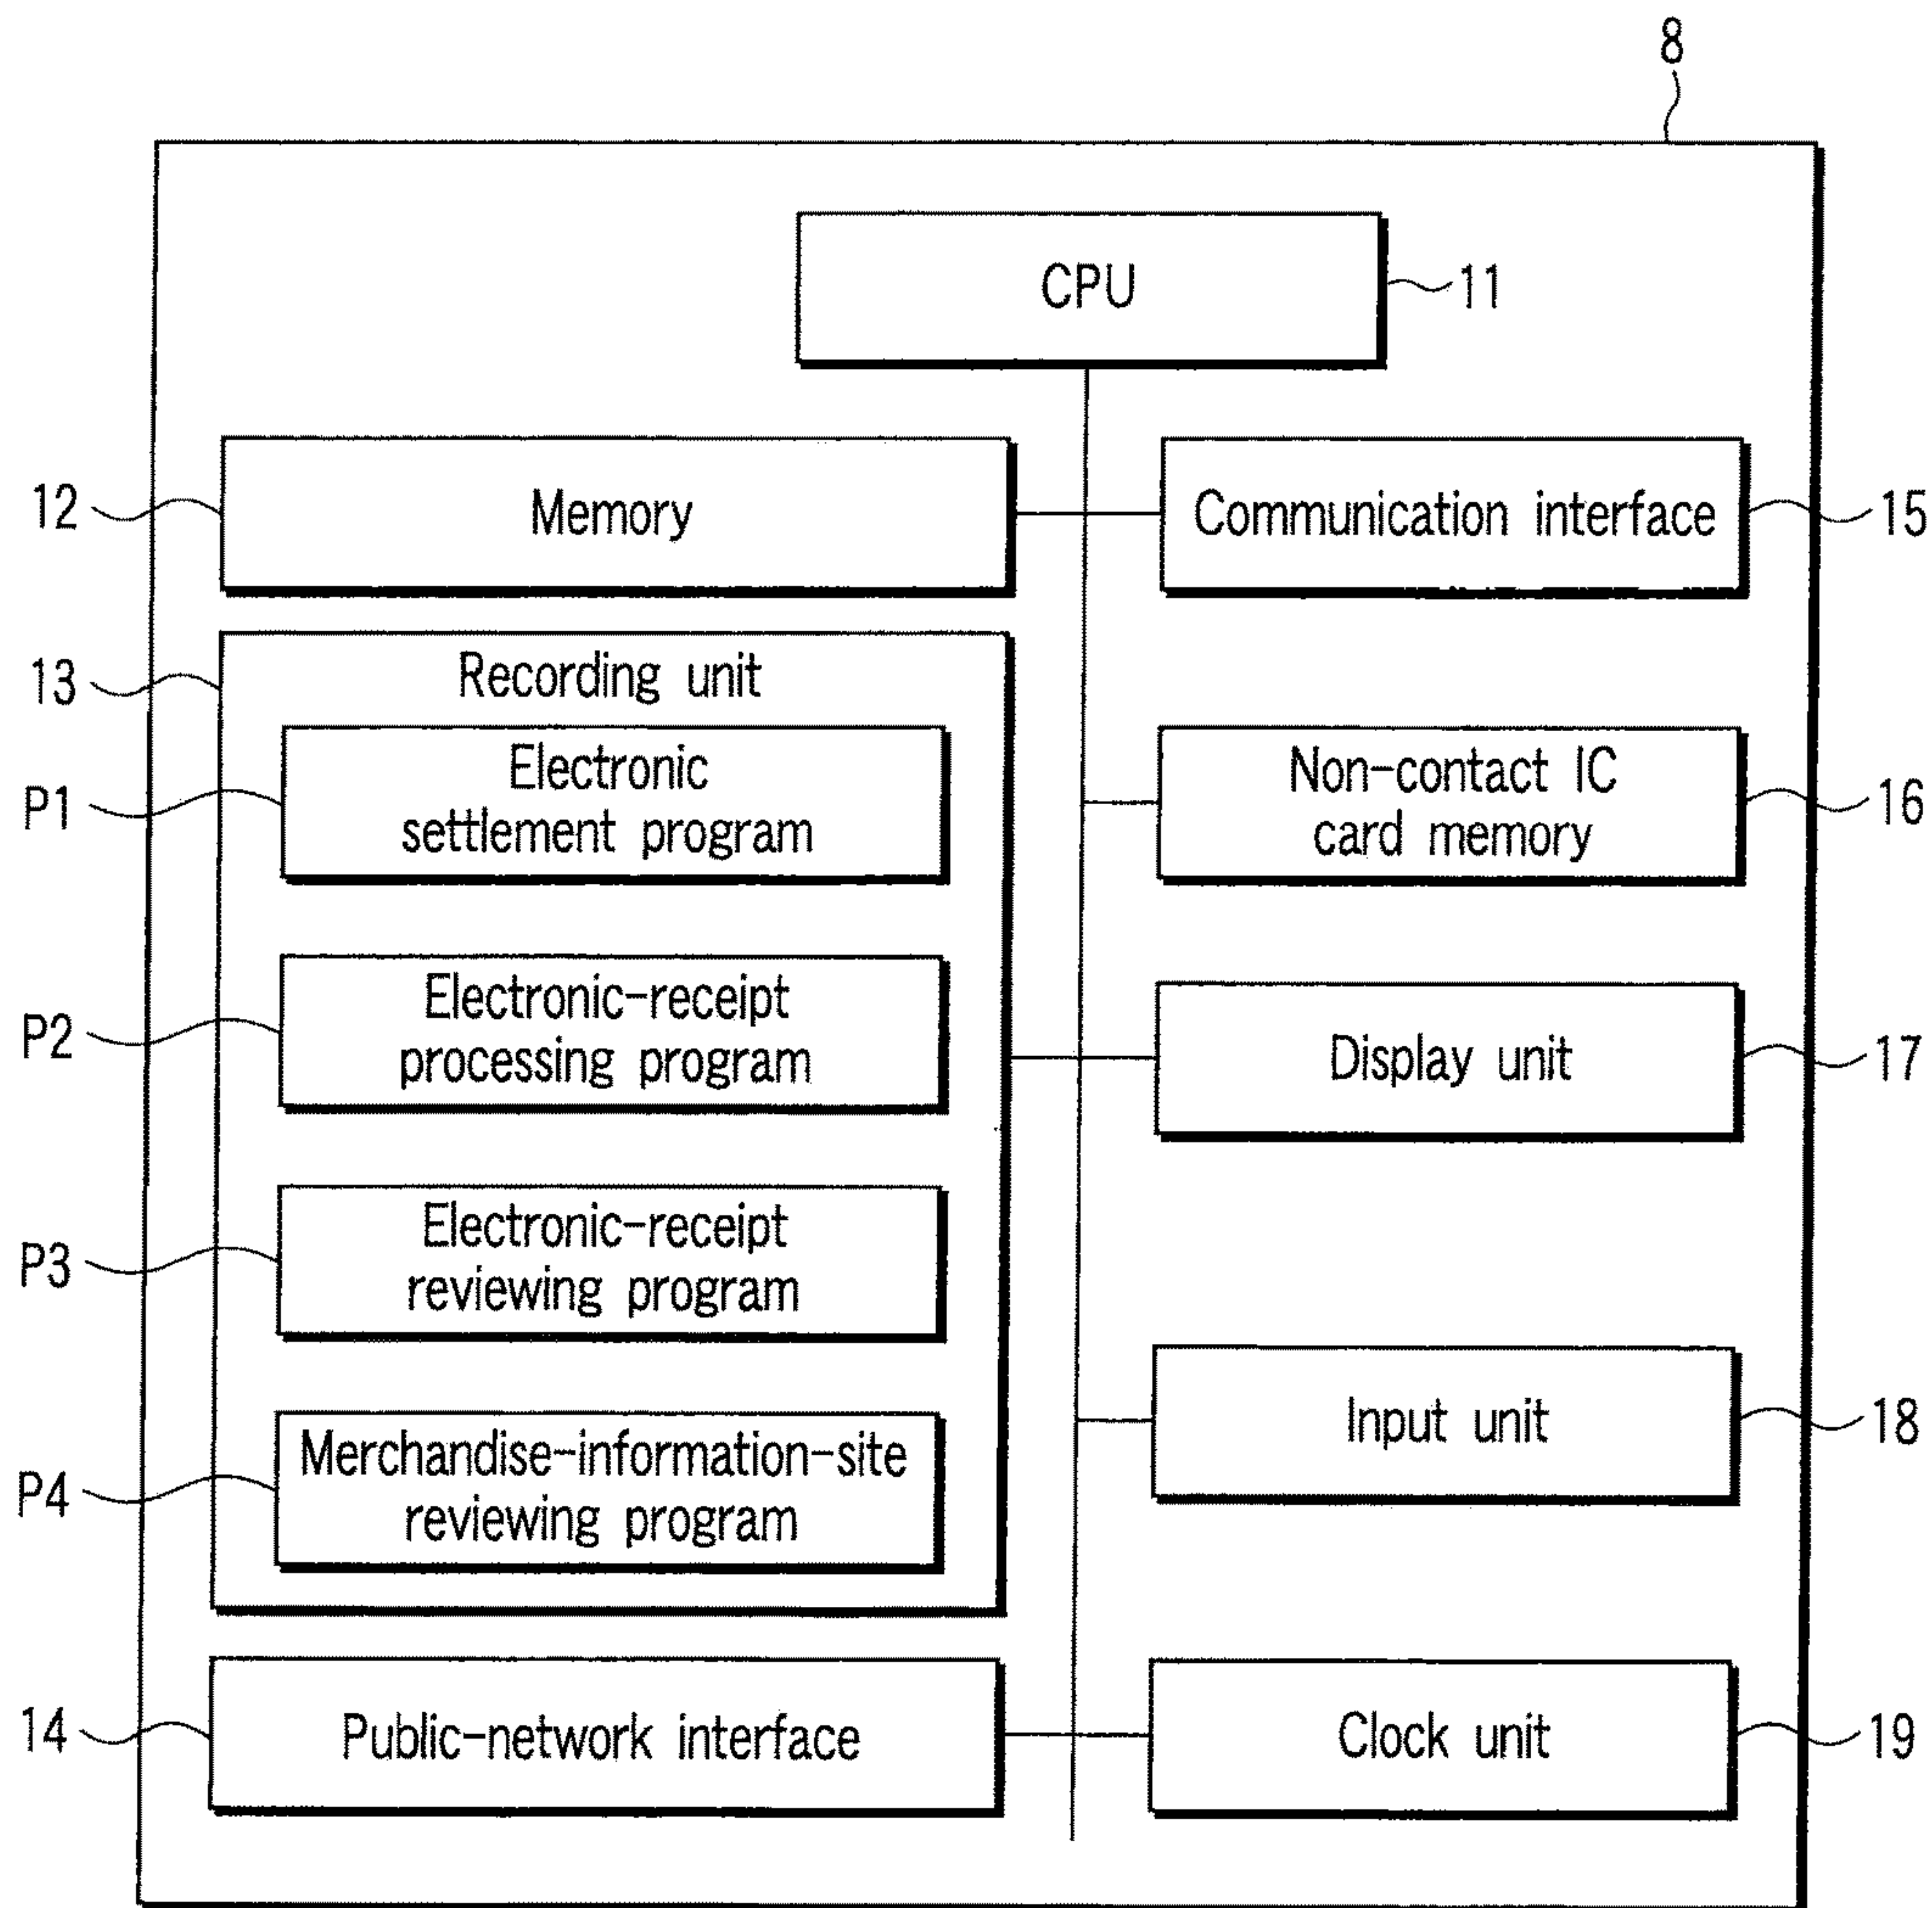 8
CPU
11
12
Memory
Communication interface
15
13
Recording unit
P1
Electronic
settlement program
Non-contact IC
card memory
16
P2
Electronic-receipt
processing program
Display unit
17
P3
Electronic-receipt
reviewing program
P4
Merchandise-information-site
reviewing program
Input unit
18
14
Public-network interface
Clock unit
19